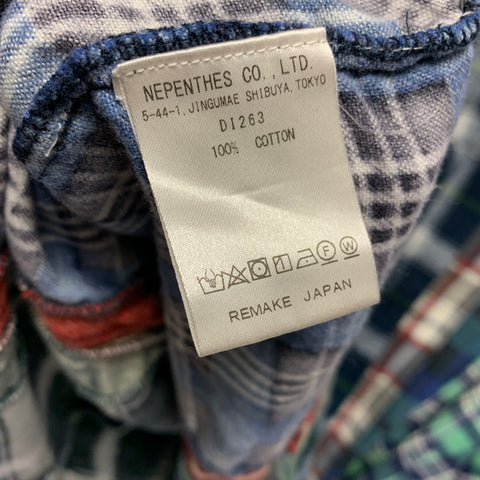 NEPENTHES CO., LTD.
5-44-1, JINGUMAE SHIBUYA, TOKYO
DI263
100% COTTON
F W
REMAKE JAPAN